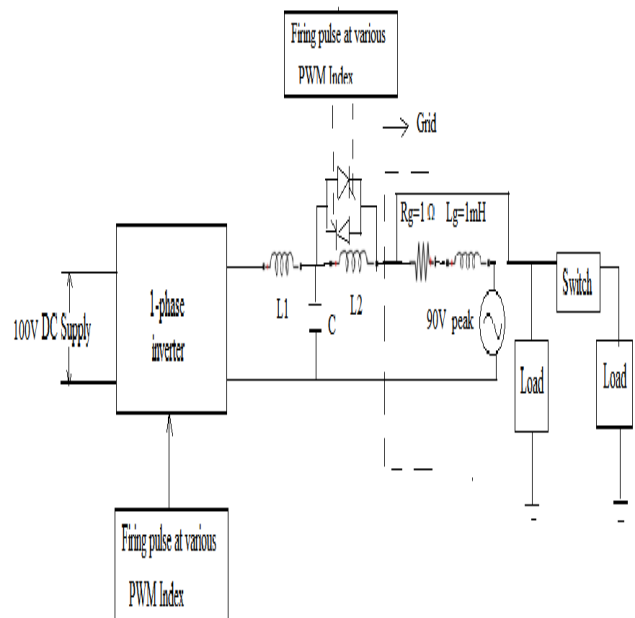 Firing pulse at various
PWM Index
Grid
Rg=1 Ω Lg=1mH
L1
C
L2
90V peak
Switch
Load
Load
100V DC Supply
1-phase
inverter
Firing pulse at various
PWM Index